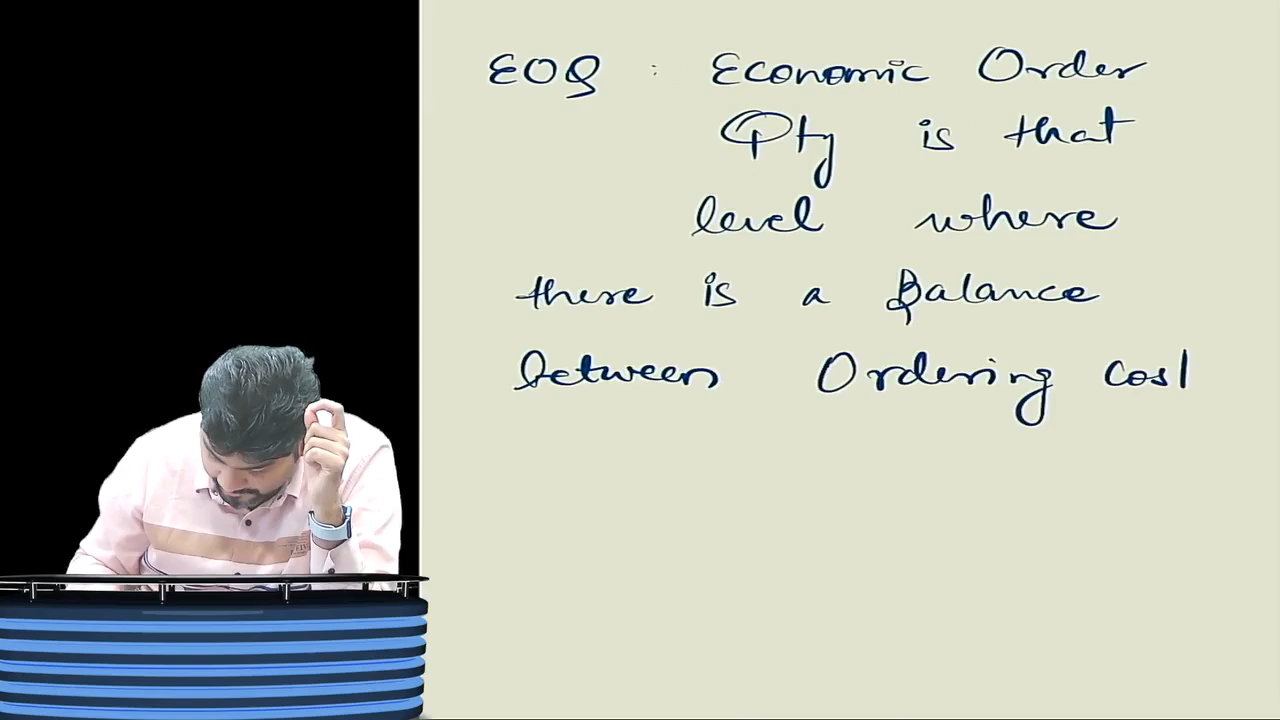 EOQ : Economic Order
Qty is that
level where
there is a Balance
between Ordering cost